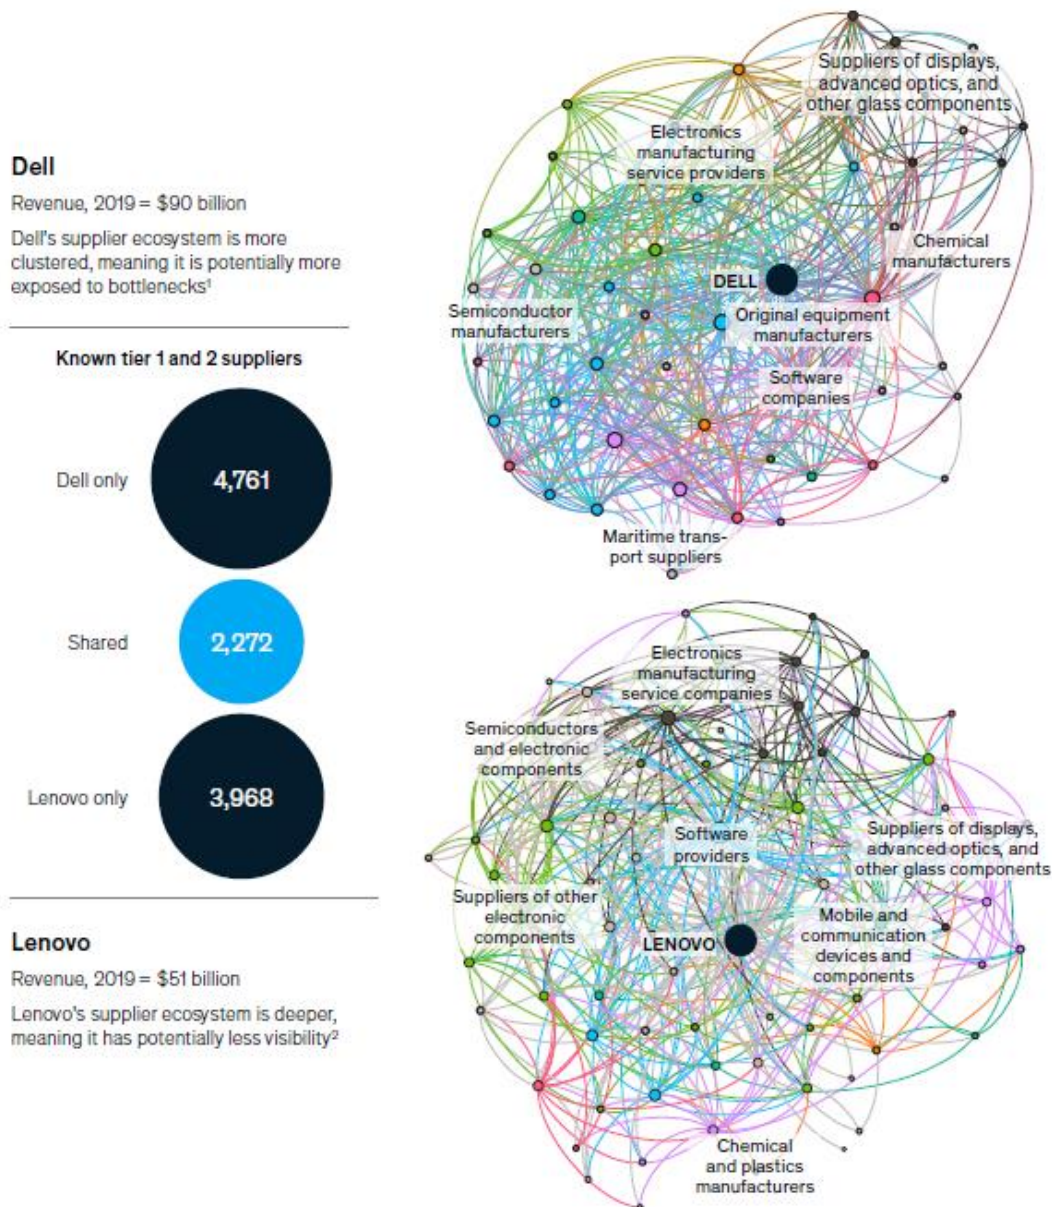 Dell
Revenue, 2019 = $90 billion
Dell's supplier ecosystem is more
clustered, meaning it is potentially more
exposed to bottlenecks¹
Known tier 1 and 2 suppliers
Dell only
4,761
Shared
2,272
Lenovo only
3,968
Lenovo
Revenue, 2019 = $51 billion
Lenovo's supplier ecosystem is deeper,
meaning it has potentially less visibility²
Suppliers of displays,
advanced optics, and
other glass components
Electronics
manufacturing
service providers
Chemical
manufacturers
DELL
Semiconductor
manufacturers
Original equipment
manufacturers
Software
companies
Maritime trans-
port suppliers
Electronics
manufacturing
service companies
Semiconductors
and electronic
components
Software
providers
Suppliers of displays,
advanced optics, and
other glass components
Suppliers of other
electronic
components
LENOVO
Mobile and
communication
devices and
components
Chemical
and plastics
manufacturers